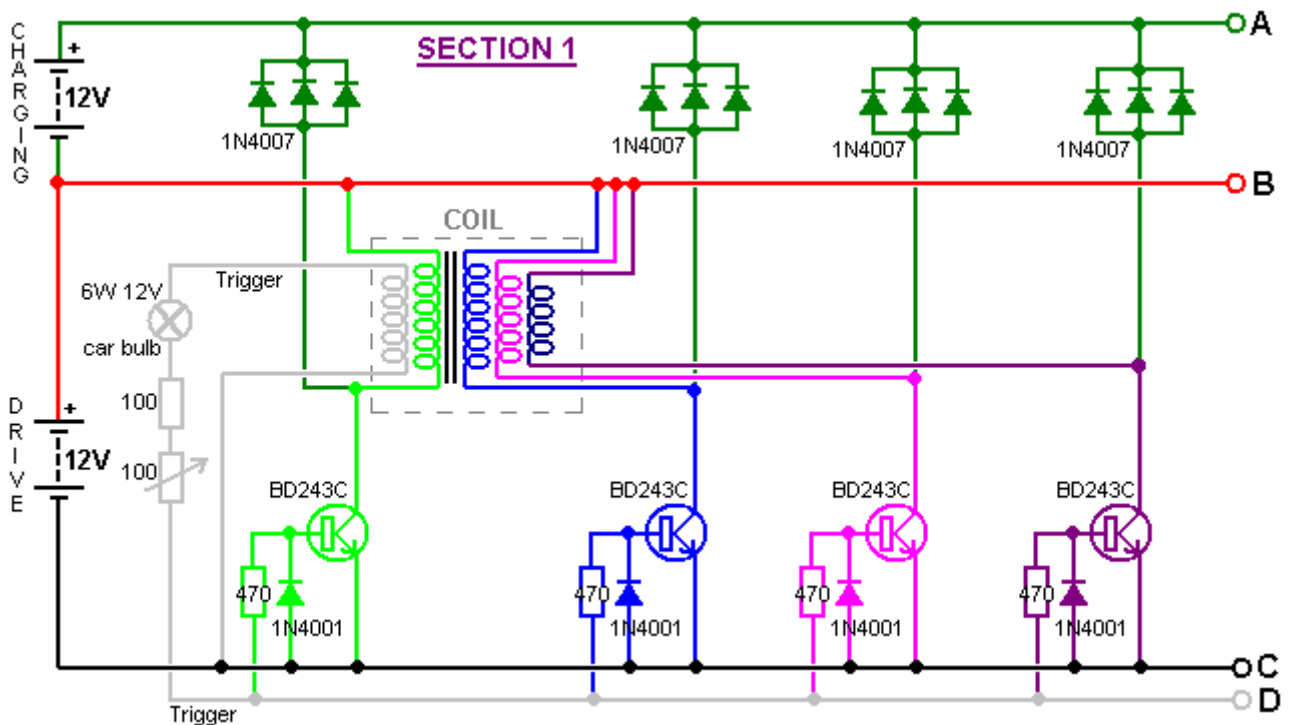 CHARGING
+
12V
SECTION 1
A
1N4007
1N4007
1N4007
1N4007
B
COIL
Trigger
6W 12V
car bulb
100
100
DRIVE
+
12V
BD243C
BD243C
BD243C
BD243C
470
1N4001
470
1N4001
470
1N4001
470
1N4001
C
D
Trigger